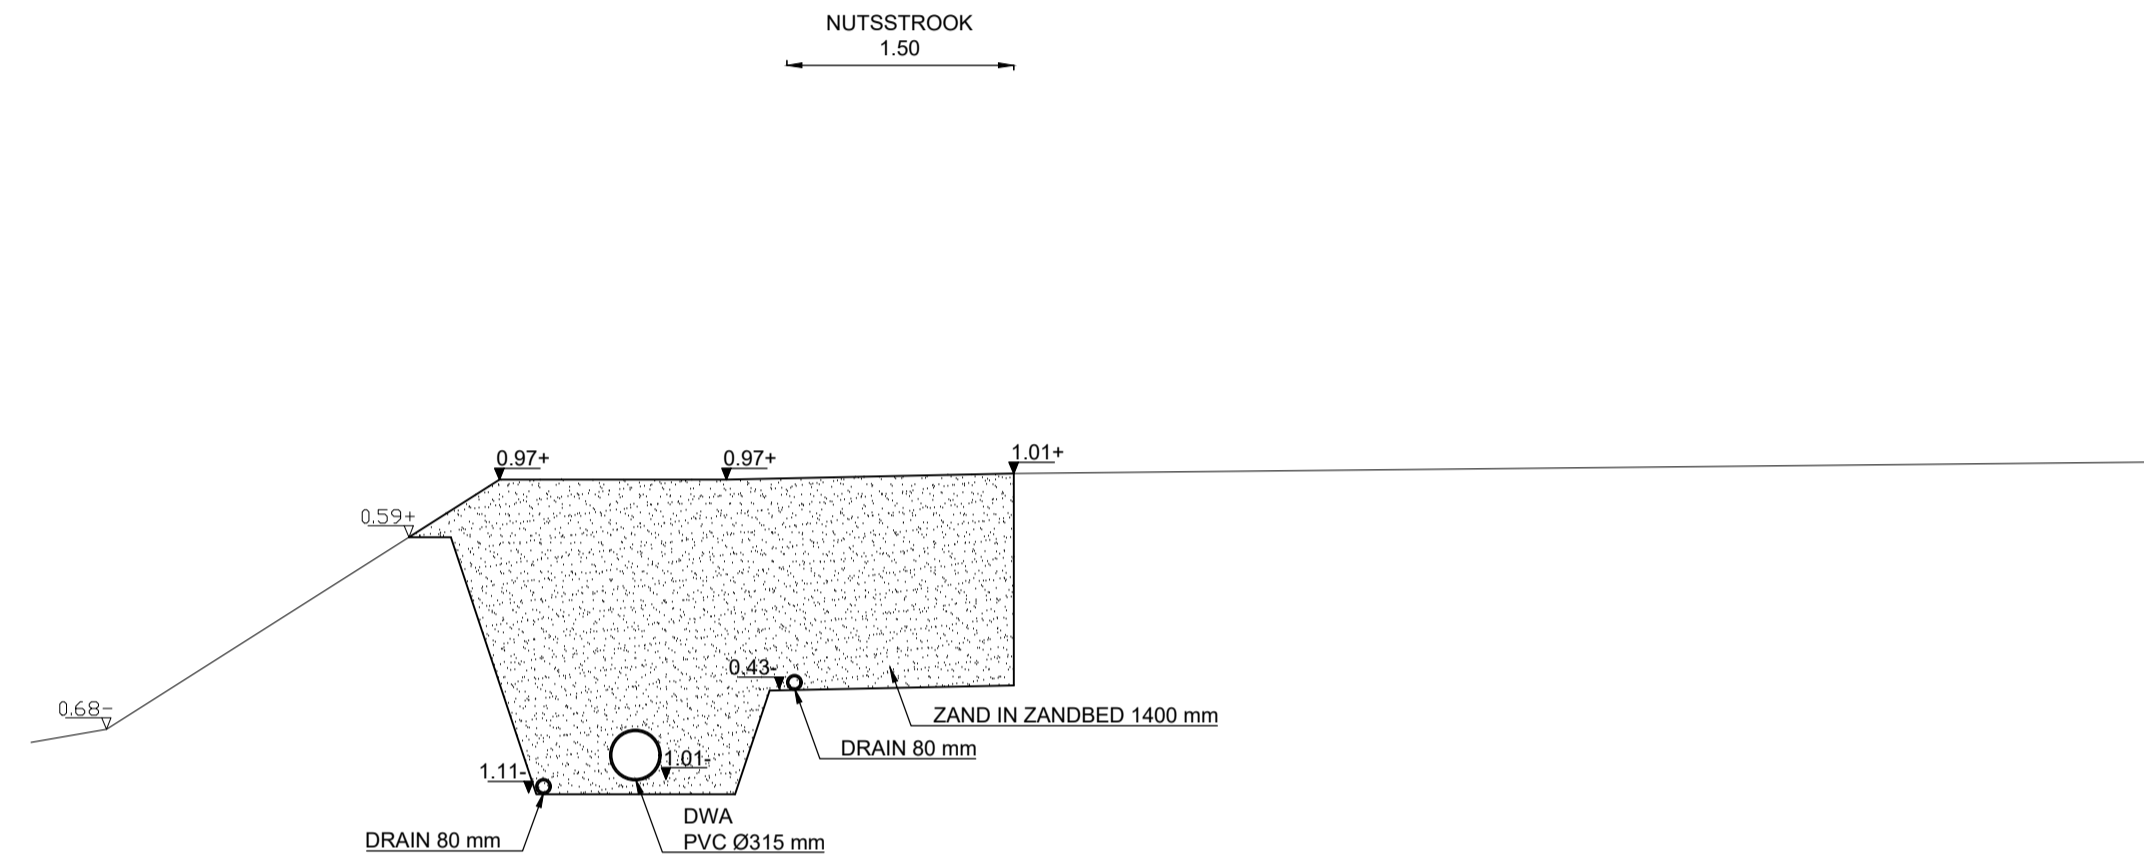 NUTSSTROOK
1.50
0.97+
0.97+
1.01+
0.59+
0.43-
0.68-
ZAND IN ZANDBED 1400 mm
DRAIN 80 mm
1.01-
1.11-
DWA
PVC Ø315 mm
DRAIN 80 mm